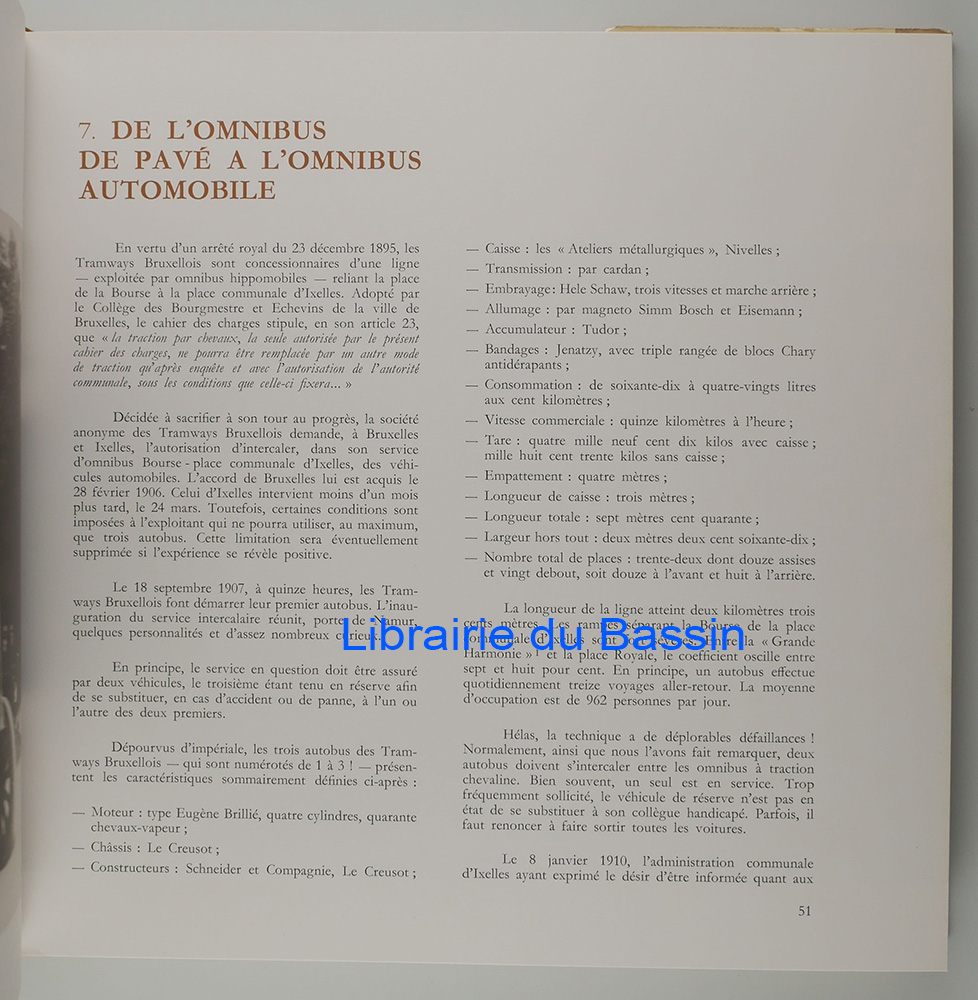 7. DE L'OMNIBUS
DE PAVÉ A L'OMNIBUS
AUTOMOBILE
En vertu d'un arrêté royal du 23 décembre 1895, les
Tramways Bruxellois sont concessionnaires d'une ligne
— exploitée par omnibus hippomobiles — reliant la place
de la Bourse à la place communale d'Ixelles. Adopté par
le Collège des Bourgmestre et Echevins de la ville de
Bruxelles, le cahier des charges stipule, en son article 23,
que « la traction par chevaux, la seule autorisée par le présent
cahier des charges, ne pourra être remplacée par un autre mode
de traction qu'après enquête et avec l'autorisation de l'autorité
communale, sous les conditions que celle-ci fixera... »
Décidée à sacrifier à son tour au progrès, la société
anonyme des Tramways Bruxellois demande, à Bruxelles
et Ixelles, l'autorisation d'intercaler, dans son service
d'omnibus Bourse - place communale d'Ixelles, des véhi-
cules automobiles. L'accord de Bruxelles lui est acquis le
28 février 1906. Celui d'Ixelles intervient moins d'un mois
plus tard, le 24 mars. Toutefois, certaines conditions sont
imposées à l'exploitant qui ne pourra utiliser, au maximum,
que trois autobus. Cette limitation sera éventuellement
supprimée si l'expérience se révèle positive.
Le 18 septembre 1907, à quinze heures, les Tram-
ways Bruxellois font démarrer leur premier autobus. L'inau-
guration du service intercalaire réunit, porte de Namur,
quelques personnalités et d'assez nombreux curieux.
En principe, le service en question doit être assuré
par deux véhicules, le troisième étant tenu en réserve afin
de se substituer, en cas d'accident ou de panne, à l'un ou
l'autre des deux premiers.
Dépourvus d'impériale, les trois autobus des Tram-
ways Bruxellois — qui sont numérotés de 1 à 3 ! — présen-
tent les caractéristiques sommairement définies ci-après :
— Moteur : type Eugène Brillié, quatre cylindres, quarante
chevaux-vapeur ;
— Châssis : Le Creusot ;
— Constructeurs : Schneider et Compagnie, Le Creusot ;
— Caisse : les « Ateliers métallurgiques », Nivelles ;
— Transmission : par cardan ;
— Embrayage: Hele Schaw, trois vitesses et marche arrière ;
— Allumage : par magneto Simm Bosch et Eisemann ;
— Accumulateur : Tudor ;
— Bandages : Jenatzy, avec triple rangée de blocs Chary
antidérapants ;
— Consommation : de soixante-dix à quatre-vingts litres
aux cent kilomètres ;
— Vitesse commerciale : quinze kilomètres à l'heure ;
— Tare : quatre mille neuf cent dix kilos avec caisse ;
mille huit cent trente kilos sans caisse ;
— Empattement : quatre mètres ;
— Longueur de caisse : trois mètres ;
— Longueur totale : sept mètres cent quarante ;
— Largeur hors tout : deux mètres deux cent soixante-dix ;
— Nombre total de places : trente-deux dont douze assises
et vingt debout, soit douze à l'avant et huit à l'arrière.
La longueur de la ligne atteint deux kilomètres trois
cents mètres. Les rampes séparant la Bourse de la place
communale d'Ixelles sont fort sévères. Entre la « Grande
Harmonie » ¹ et la place Royale, le coefficient oscille entre
sept et huit pour cent. En principe, un autobus effectue
quotidiennement treize voyages aller-retour. La moyenne
d'occupation est de 962 personnes par jour.
Hélas, la technique a de déplorables défaillances !
Normalement, ainsi que nous l'avons fait remarquer, deux
autobus doivent s'intercaler entre les omnibus à traction
chevaline. Bien souvent, un seul est en service. Trop
fréquemment sollicité, le véhicule de réserve n'est pas en
état de se substituer à son collègue handicapé. Parfois, il
faut renoncer à faire sortir toutes les voitures.
Le 8 janvier 1910, l'administration communale
d'Ixelles ayant exprimé le désir d'être informée quant aux
51
Librairie du Bassin